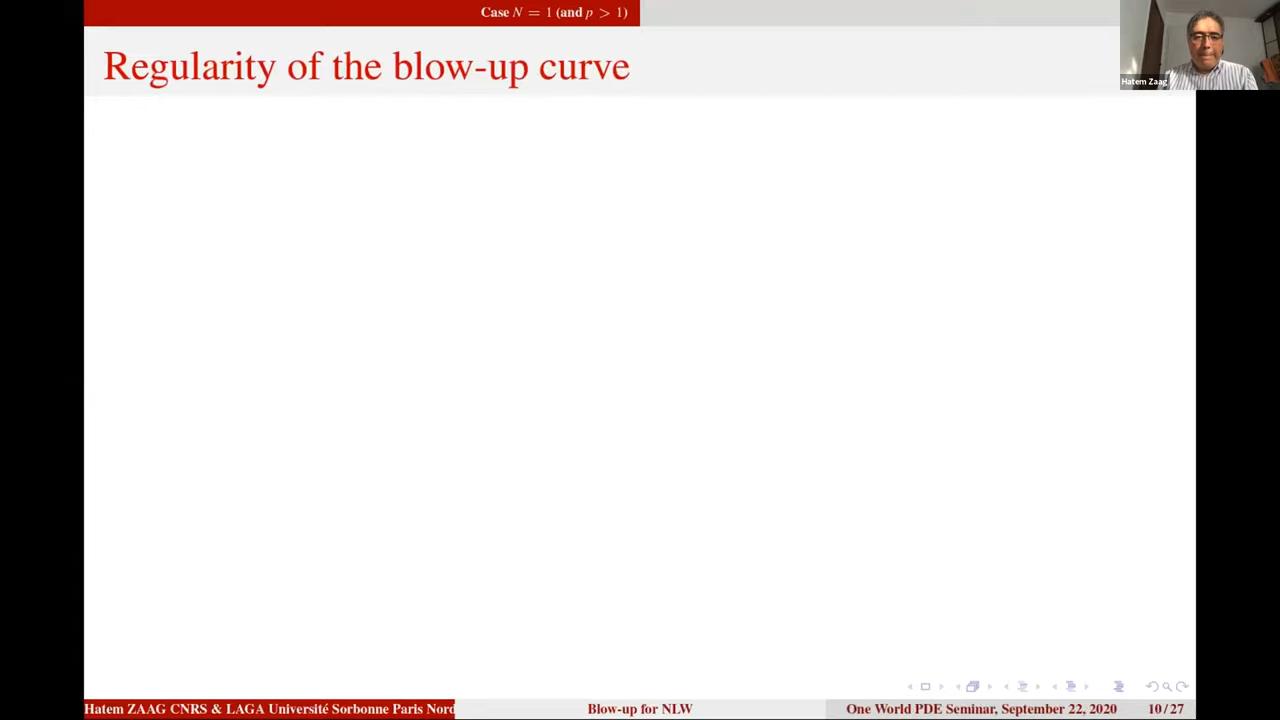 Case N = 1 (and p > 1)
Regularity of the blow-up curve
Hatem Zaag
Hatem ZAAG CNRS & LAGA Université Sorbonne Paris Nord
Blow-up for NLW
One World PDE Seminar, September 22, 2020
10/27